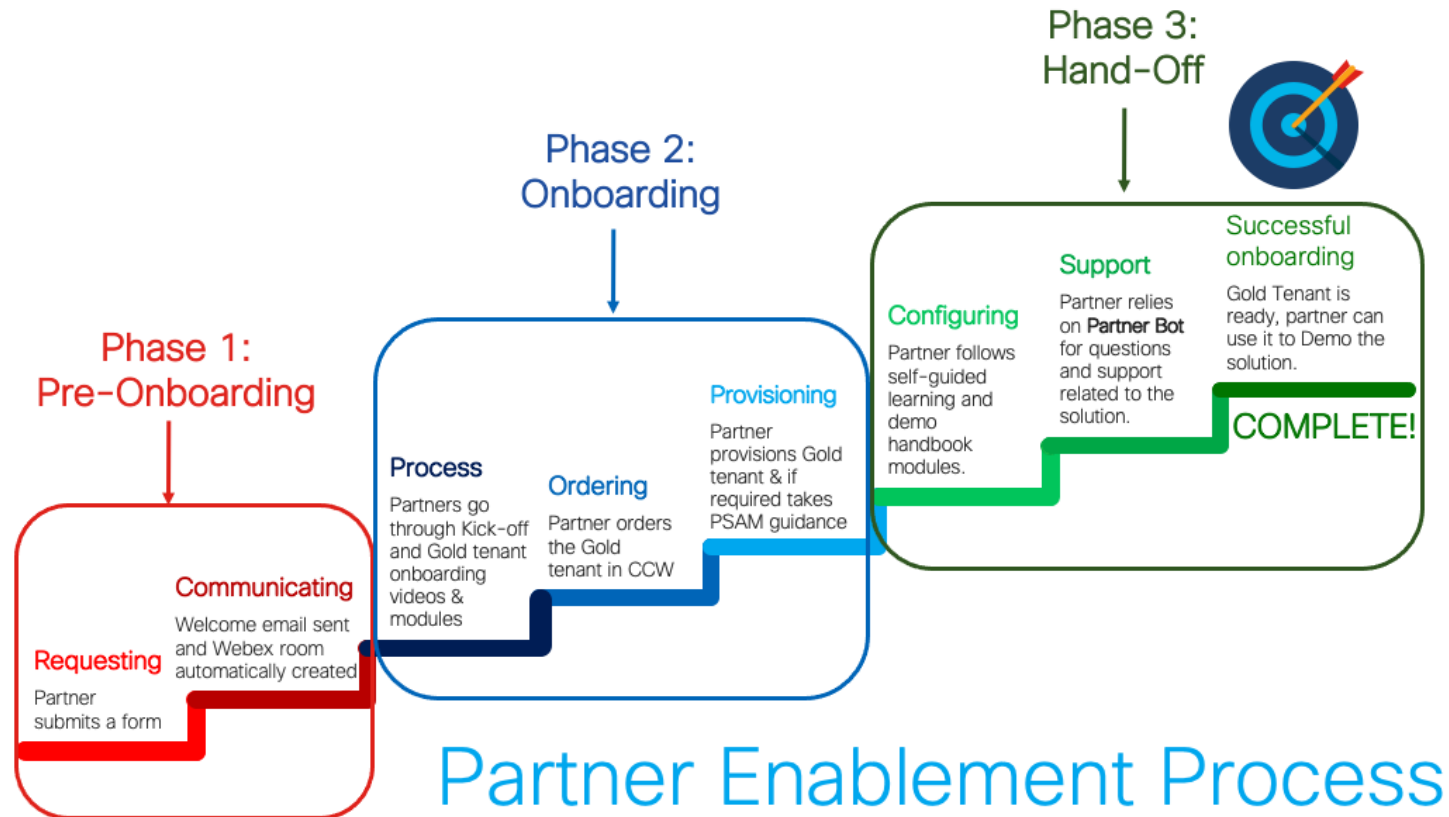 Phase 1:
Pre-Onboarding
Requesting
Partner
submits a form
Communicating
Welcome email sent
and Webex room
automatically created
Phase 2:
Onboarding
Process
Partners go
through Kick-off
and Gold tenant
onboarding
videos &
modules
Ordering
Partner orders
the Gold
tenant in CCW
Provisioning
Partner
provisions Gold
tenant & if
required takes
PSAM guidance
Phase 3:
Hand-Off
Configuring
Partner follows
self-guided
learning and
demo
handbook
modules.
Support
Partner relies
on Partner Bot
for questions
and support
related to the
solution.
Successful
onboarding
Gold Tenant is
ready, partner can
use it to Demo the
solution.
COMPLETE!
Partner Enablement Process